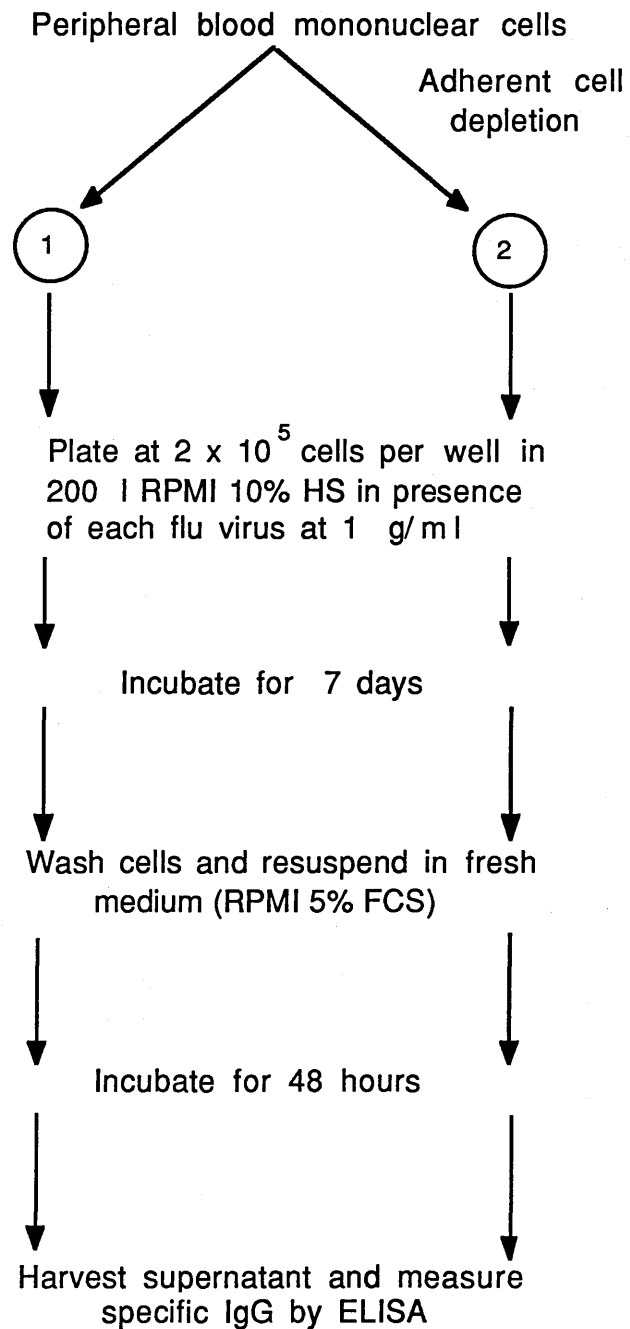 Peripheral blood mononuclear cells
Adherent cell
depletion
1
2
Plate at 2 x 10^5 cells per well in
200 l RPMI 10% HS in presence
of each flu virus at 1 g/ml
Incubate for 7 days
Wash cells and resuspend in fresh
medium (RPMI 5% FCS)
Incubate for 48 hours
Harvest supernatant and measure
specific IgG by ELISA